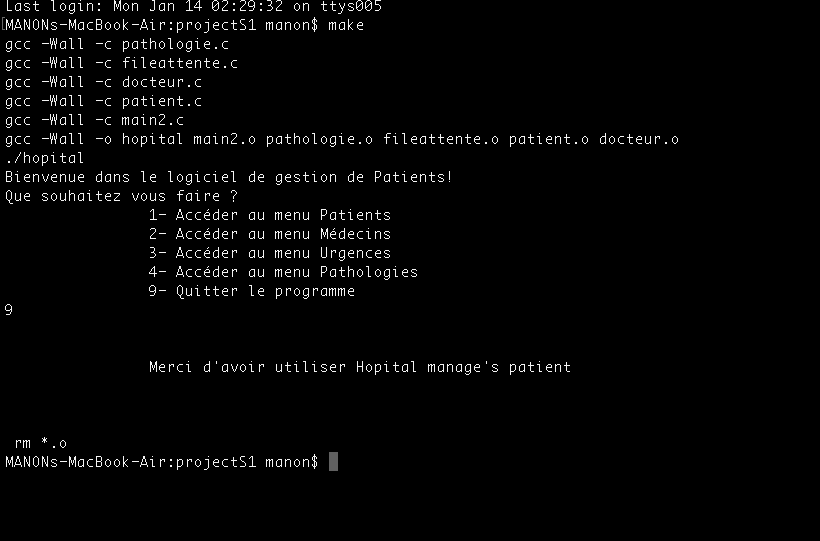 Last login: Mon Jan 14 02:29:32 on ttys005
MANONs-MacBook-Air:projectS1 manon$ make
gcc -Wall -c pathologie.c
gcc -Wall -c fileattente.c
gcc -Wall -c docteur.c
gcc -Wall -c patient.c
gcc -Wall -c main2.c
gcc -Wall -o hopital main2.o pathologie.o fileattente.o patient.o docteur.o
./hopital
Bienvenue dans le logiciel de gestion de Patients!
Que souhaitez vous faire ?
1- Accéder au menu Patients
2- Accéder au menu Médecins
3- Accéder au menu Urgences
4- Accéder au menu Pathologies
9- Quitter le programme
9
Merci d'avoir utiliser Hopital manage's patient
rm *.o
MANONs-MacBook-Air:projectS1 manon$